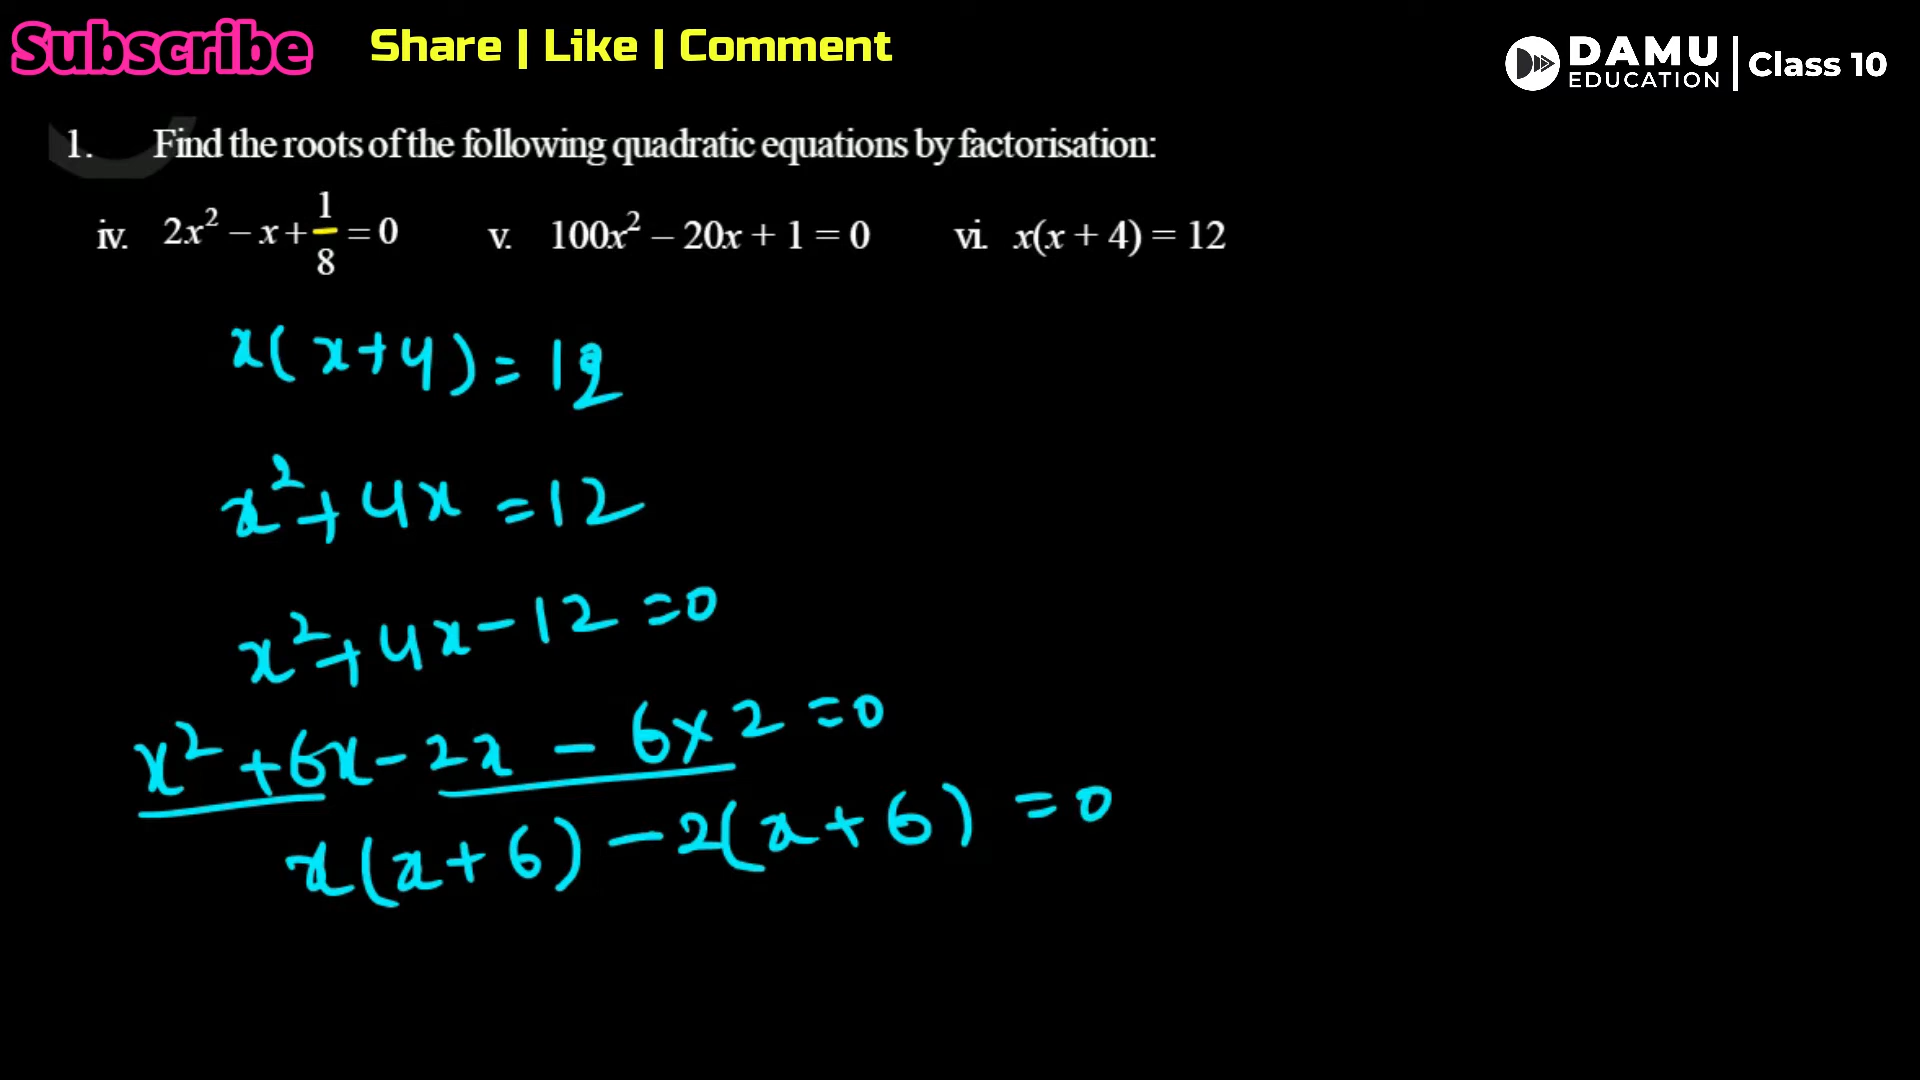 Subscribe Share | Like | Comment DAMU EDUCATION | Class 10
1. Find the roots of the following quadratic equations by factorisation:
iv. 2x² – x + 1/8 = 0 v. 100x² – 20x + 1 = 0 vi. x(x + 4) = 12
x(x+4) = 12
x² + 4x = 12
x² + 4x - 12 = 0
x² + 6x - 2x - 6×2 = 0
x(x+6) - 2(x+6) = 0